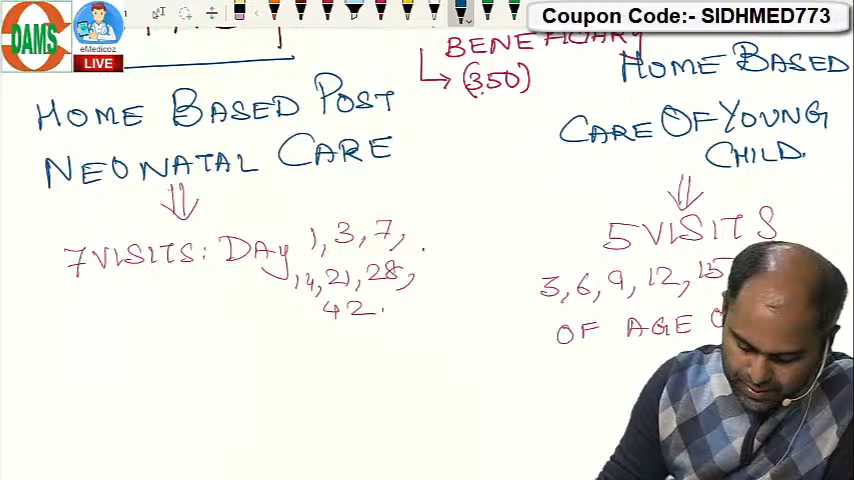 Coupon Code:- SIDHMED773
DAMS
eMedicoz
LIVE
BENEFICIARY
(350)
HOME BASED POST
NEONATAL CARE
7 VISITS: DAY 1, 3, 7,
14, 21, 28,
42.
HOME BASED
CARE OF YOUNG
CHILD.
5 VISITS
3, 6, 9, 12, 15
OF AGE